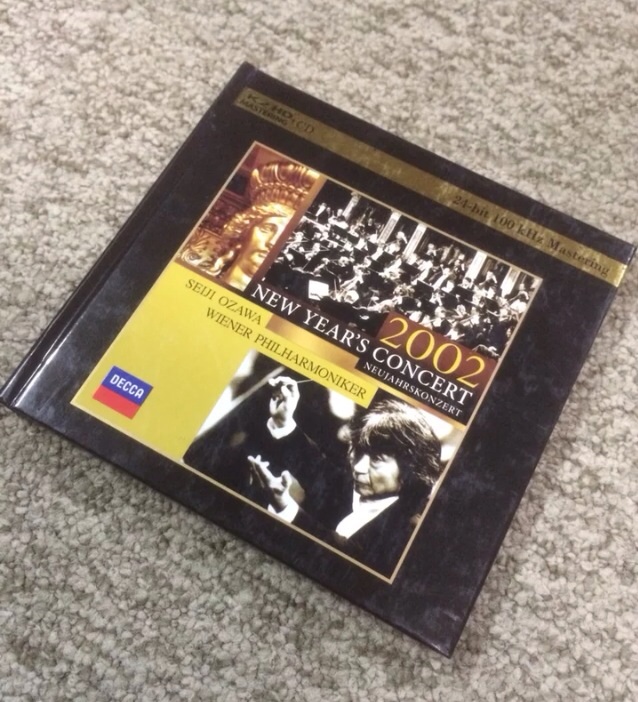 K2HD
MASTERING+CD
24-bit 100 kHz Mastering
SEIJI OZAWA
WIENER PHILHARMONIKER
2002
NEW YEAR'S CONCERT
NEUJAHRSKONZERT
DECCA